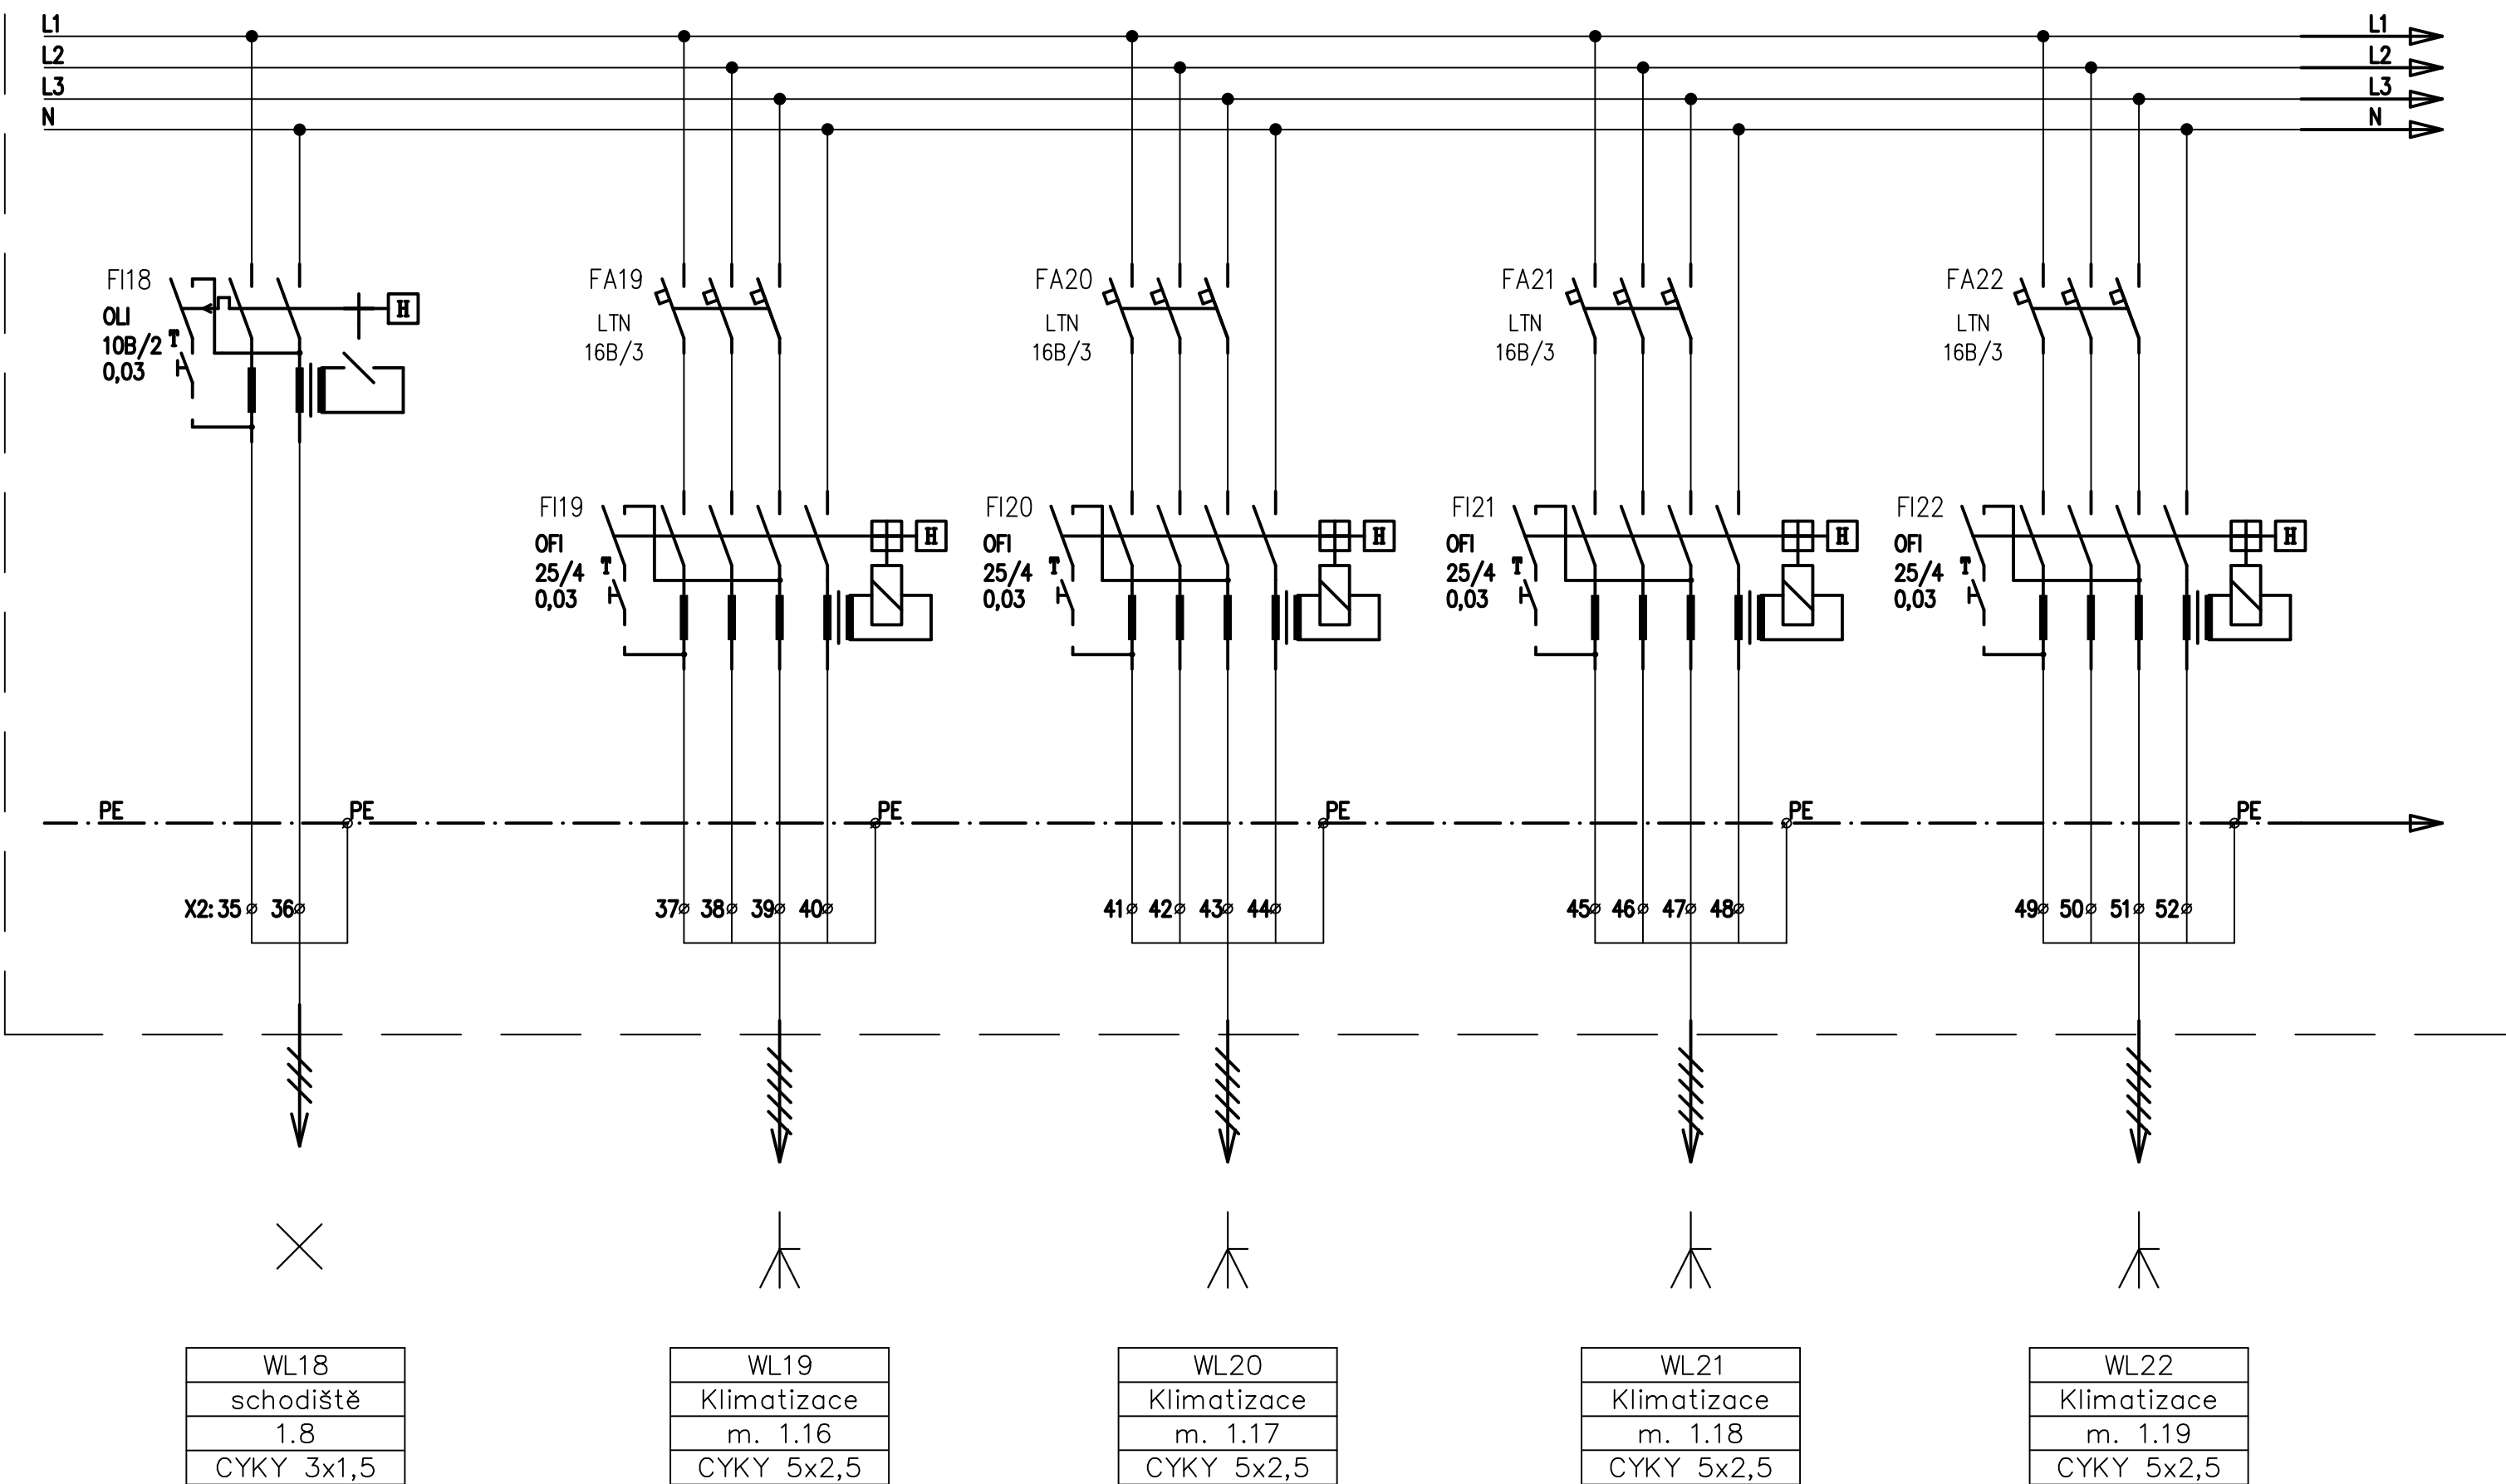 L1 L1
L2 L2
L3 L3
N N
FI18 FA19 FA20 FA21 FA22
OLI LTN LTN LTN LTN
10B/2 16B/3 16B/3 16B/3 16B/3
0,03
T
H
FI19 FI20 FI21 FI22
OFI OFI OFI OFI
25/4 25/4 25/4 25/4
0,03 0,03 0,03 0,03
T T T T
H H H H
PE PE PE PE PE PE
X2: 35 36 37 38 39 40 41 42 43 44 45 46 47 48 49 50 51 52
WL18 WL19 WL20 WL21 WL22
schodiště Klimatizace Klimatizace Klimatizace Klimatizace
1.8 m. 1.16 m. 1.17 m. 1.18 m. 1.19
CYKY 3x1,5 CYKY 5x2,5 CYKY 5x2,5 CYKY 5x2,5 CYKY 5x2,5